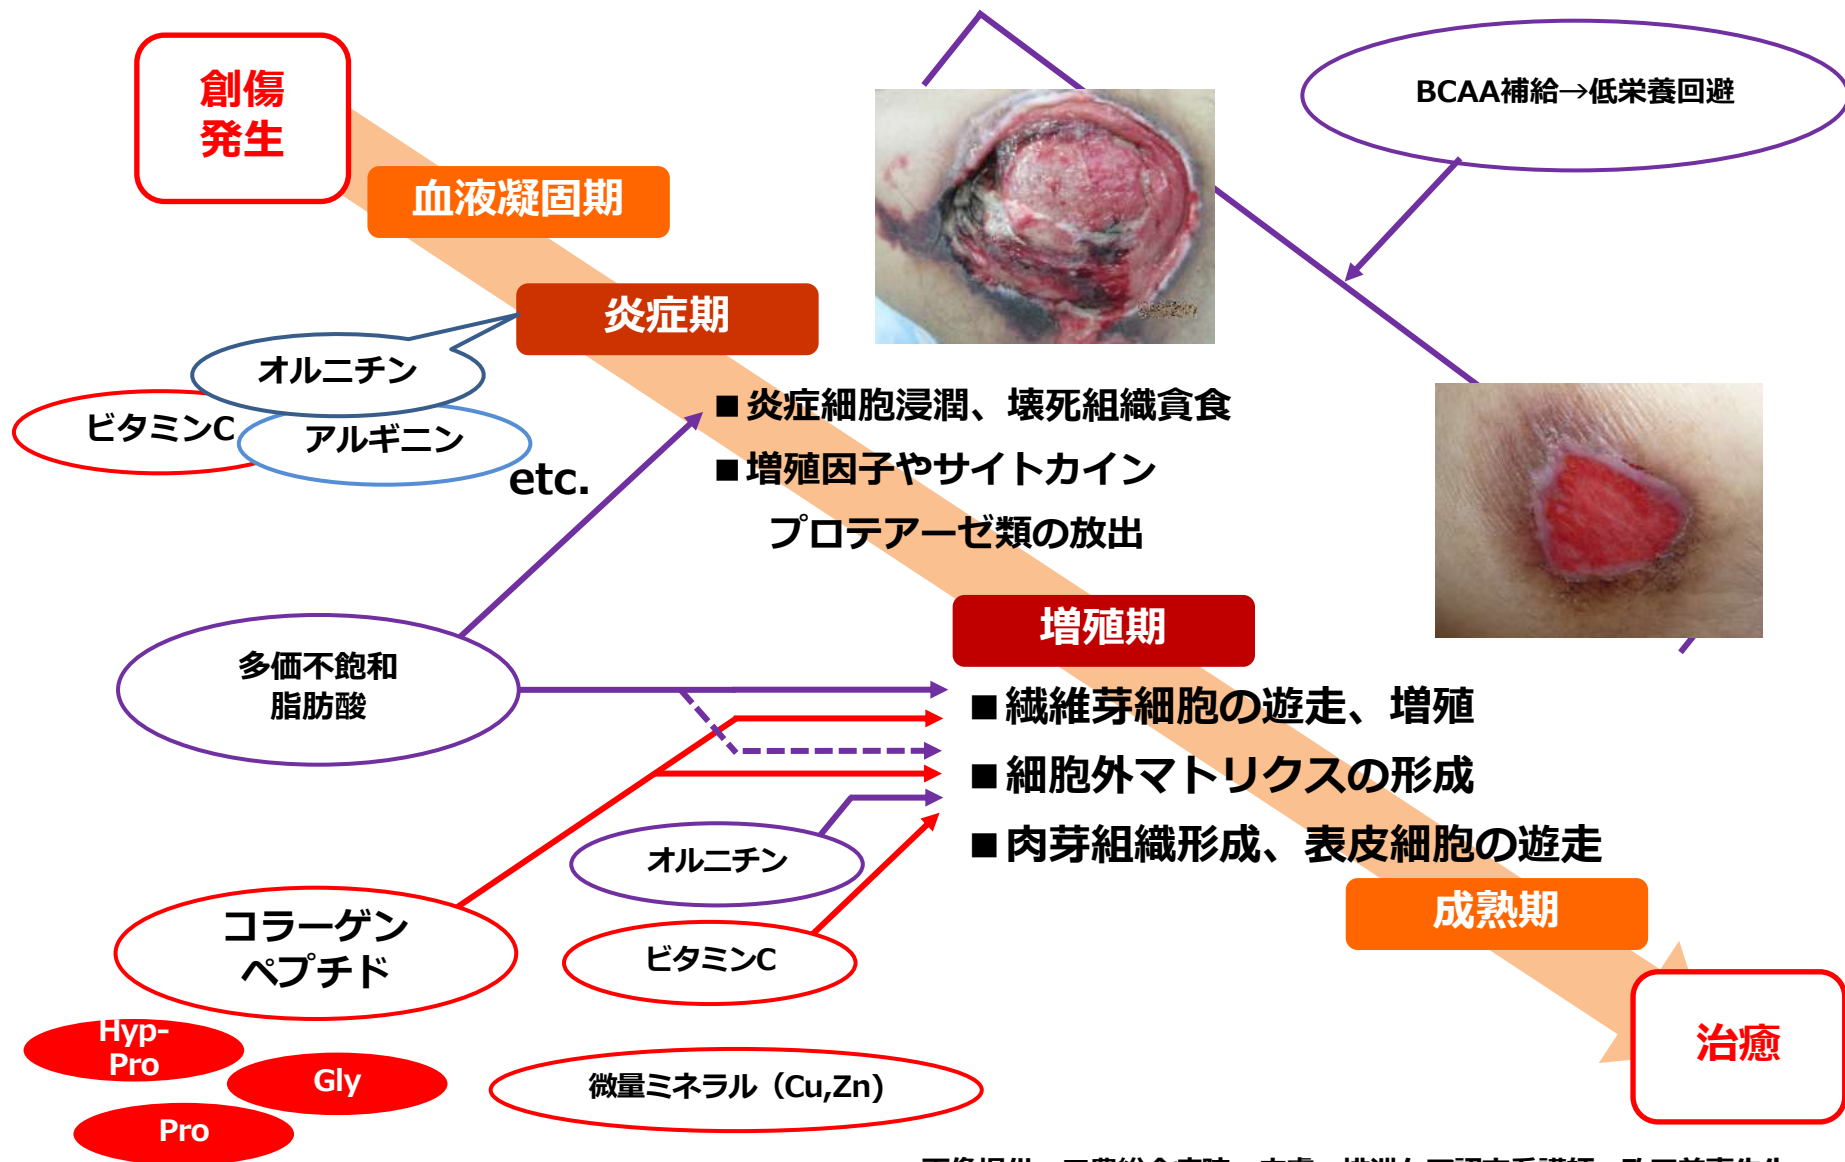 創傷
発生
BCAA補給→低栄養回避
血液凝固期
炎症期
オルニチン
ビタミンC
アルギニン
etc.
■炎症細胞浸潤、壊死組織貪食
■増殖因子やサイトカイン
プロテアーゼ類の放出
増殖期
多価不飽和
脂肪酸
■繊維芽細胞の遊走、増殖
■細胞外マトリクスの形成
■肉芽組織形成、表皮細胞の遊走
オルニチン
成熟期
コラーゲン
ペプチド
ビタミンC
Hyp-
Pro
Gly
Pro
微量ミネラル（Cu,Zn)
治癒